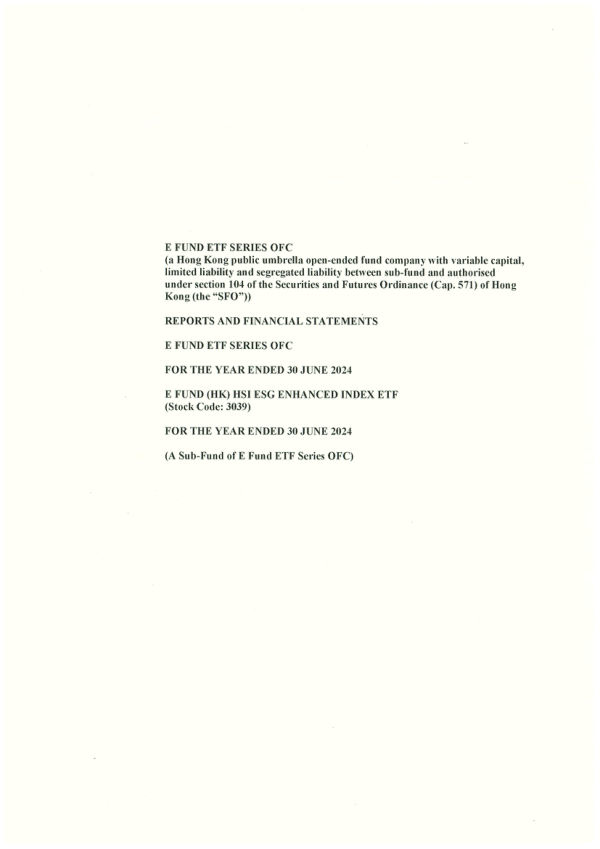 E FUND ETF SERIES OFC
(a Hong Kong public umbrella open-ended fund company with variable capital,
limited liability and segregated liability between sub-fund and authorised
under section 104 of the Securities and Futures Ordinance (Cap. 571) of Hong
Kong (the “SFO”))
REPORTS AND FINANCIAL STATEMENTS
E FUND ETF SERIES OFC
FOR THE YEAR ENDED 30 JUNE 2024
E FUND (HK) HSI ESG ENHANCED INDEX ETF
(Stock Code: 3039)
FOR THE YEAR ENDED 30 JUNE 2024
(A Sub-Fund of E Fund ETF Series OFC)